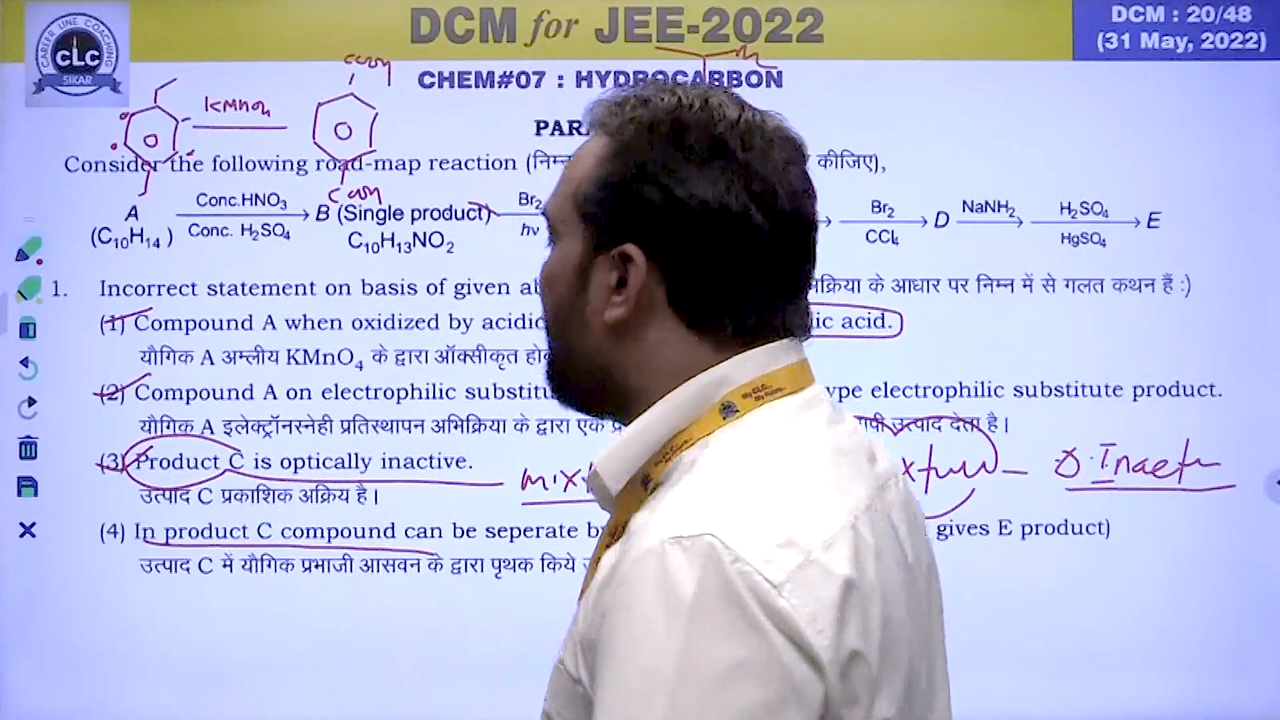 DCM for JEE-2022
DCM : 20/48
(31 May, 2022)
CAREER LINE COACHING
CLC
SIKAR
CHEM#07 : HYDROCARBON
COOH
KMnO4
COOH
PAR
Consider the following road-map reaction (निम्न कीजिए),
A Conc.HNO3 Conc. H2SO4 B (Single product) Br2 hν Br2 CCl4 D NaNH2 H2SO4 HgSO4 E
(C10H14) C10H13NO2
1. Incorrect statement on basis of given के आधार पर निम्न में से गलत कथन हैं :)
(1) Compound A when oxidized by acidic acid.
यौगिक A अम्लीय KMnO4 के द्वारा ऑक्सीकृत
(2) Compound A on electrophilic electrophilic substitute product.
यौगिक A इलेक्ट्रॉनस्नेही प्रतिस्थापन अभिक्रिया के द्वारा एक उत्पाद देता है।
(3) Product C is optically inactive.
उत्पाद C प्रकाशिक अक्रिय है।
(4) In product C compound can be seperate gives E product)
उत्पाद C में यौगिक प्रभाजी आसवन के द्वारा पृथक किये
My CLC,